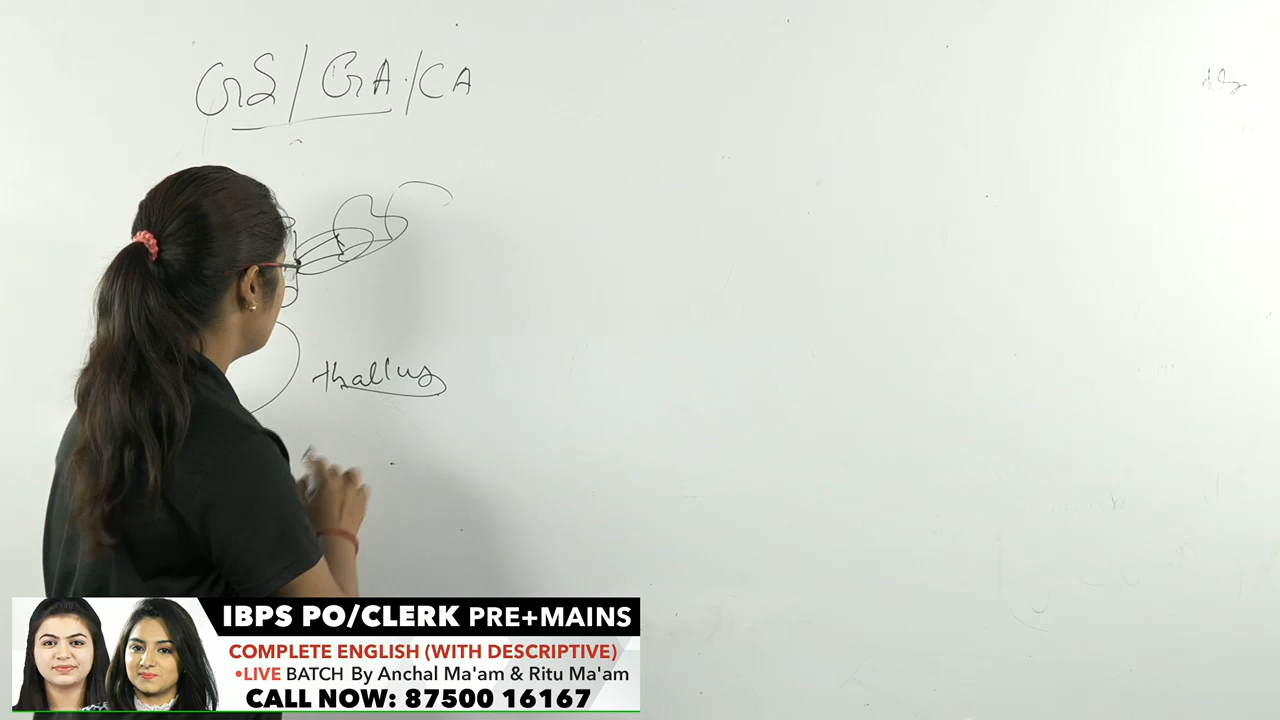 GS / GA / CA
thallus
IBPS PO/CLERK PRE+MAINS
COMPLETE ENGLISH (WITH DESCRIPTIVE)
•LIVE BATCH By Anchal Ma'am & Ritu Ma'am
CALL NOW: 87500 16167